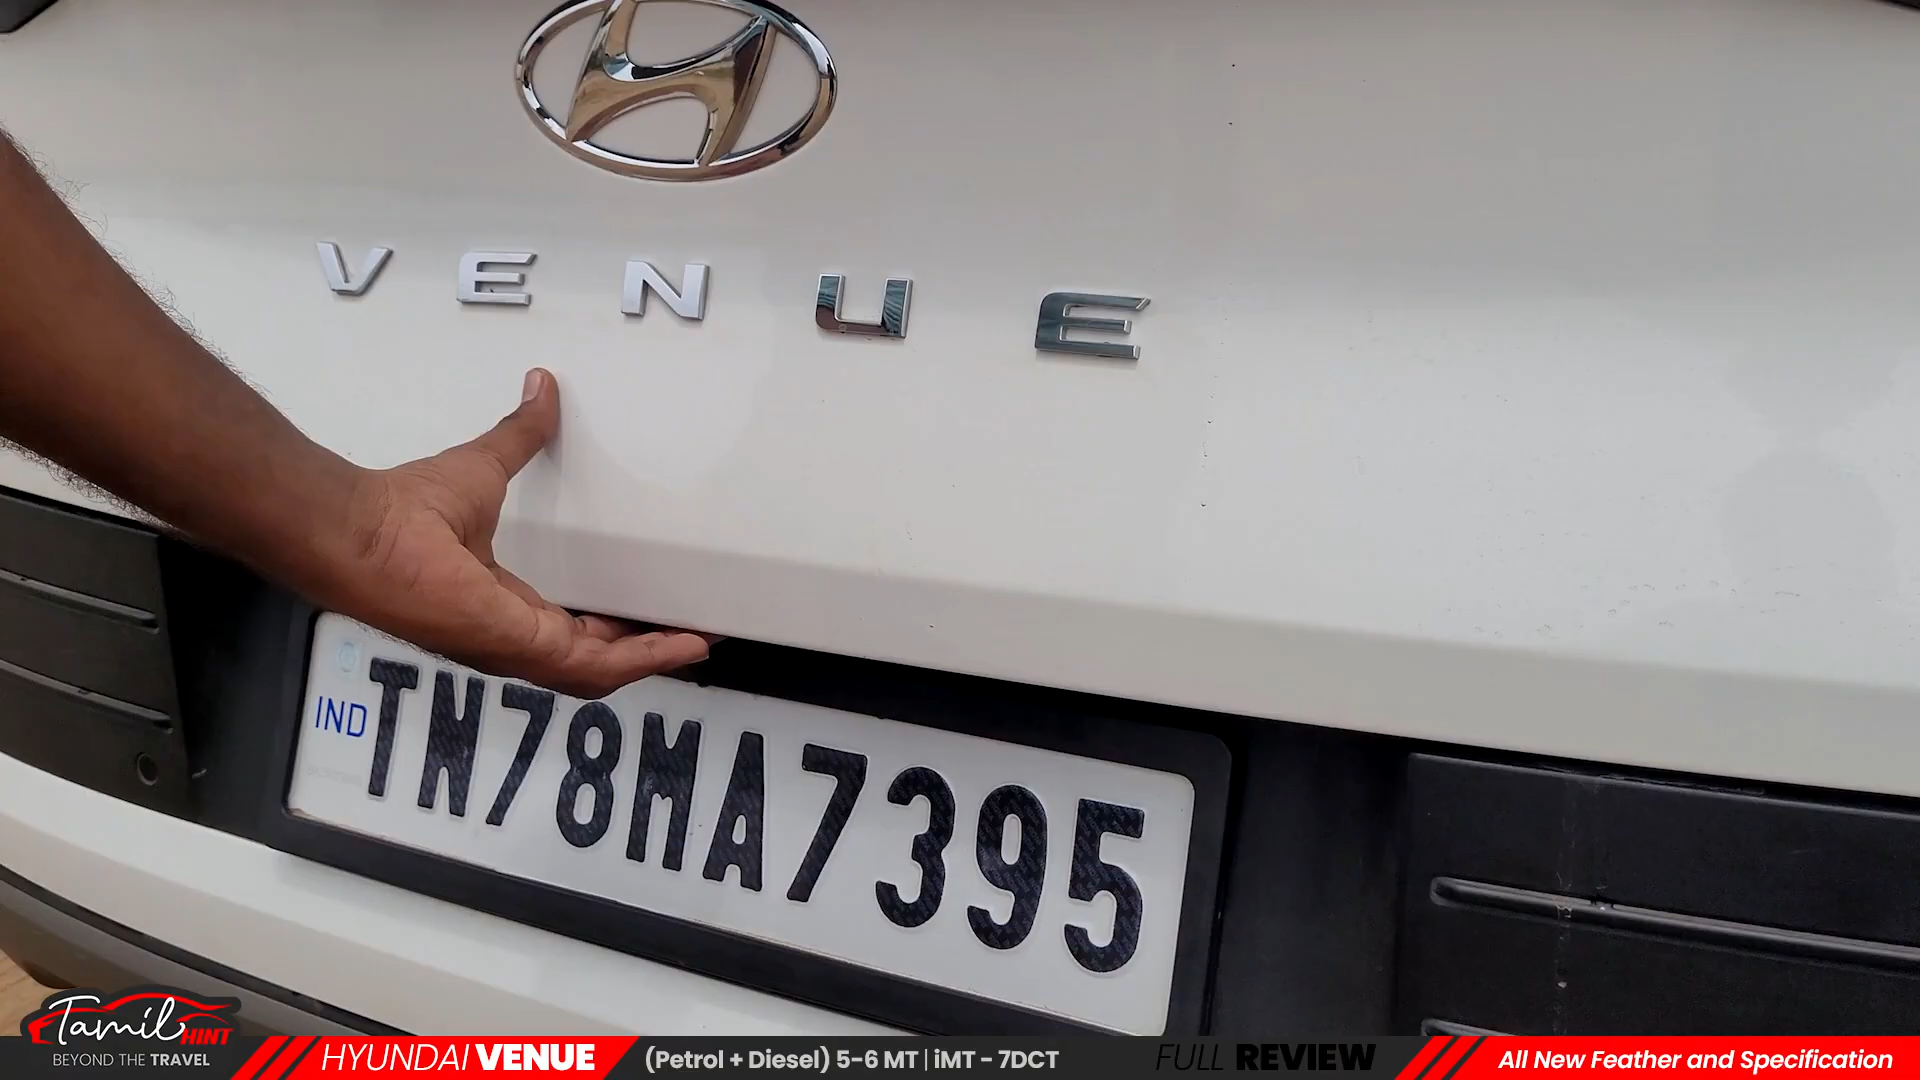 VENUE
IND
TN78MA7395
Tamil HINT
BEYOND THE TRAVEL
HYUNDAI VENUE
(Petrol + Diesel) 5-6 MT | iMT - 7DCT
FULL REVIEW
All New Feather and Specification